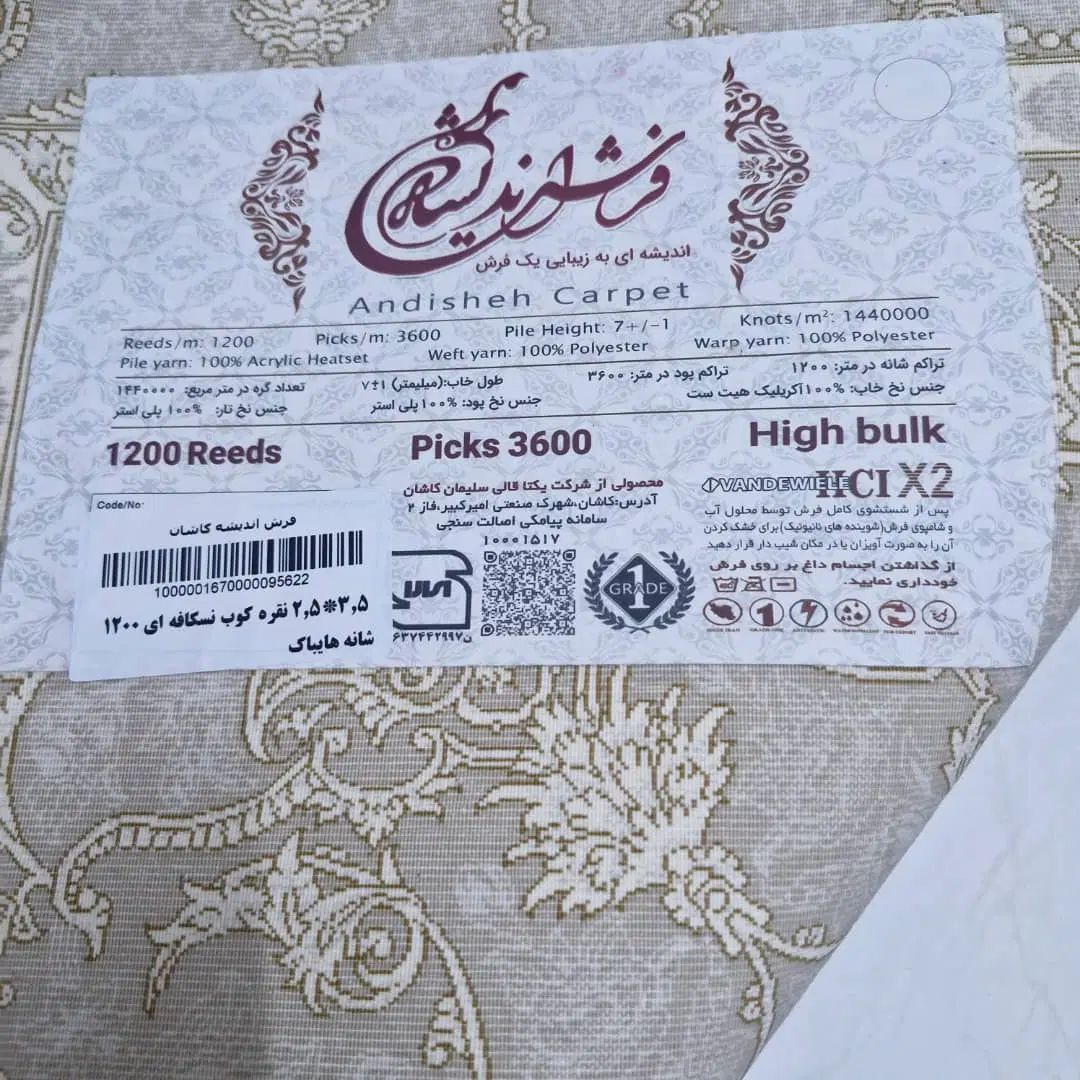 فرش اندیشه
اندیشه ای به زیبایی یک فرش
Andisheh Carpet
Reeds/m: 1200 Picks/m: 3600 Pile Height: 7+/-1 Knots/m²: 1440000
Pile yarn: 100% Acrylic Heatset Weft yarn: 100% Polyester Warp yarn: 100% Polyester
تراکم شانه در متر: ۱۲۰۰ تراکم پود در متر: ۳۶۰۰ طول خاب:(میلیمتر) ۷±۱ تعداد گره در متر مربع: ۱۴۴۰۰۰۰
جنس نخ خاب: ۱۰۰% آکریلیک هیت ست جنس نخ پود: ۱۰۰% پلی استر جنس نخ تار: ۱۰۰% پلی استر
1200 Reeds Picks 3600 High bulk
VANDEWIELE HCI X2
محصولی از شرکت یکتا قالی سلیمان کاشان
آدرس:کاشان،شهرک صنعتی امیرکبیر،فاز ۲
سامانه پیامکی اصالت سنجی
۱۰۰۰۱۵۱۷
پس از شستشوی کامل فرش توسط محلول آب
و شامپوی فرش(شوینده های نانیونیک)برای خشک کردن
آن را به صورت آویزان یا در مکان شیب دار قرار دهید
از گذاشتن اجسام داغ بر روی فرش
خودداری نمایید.
GRADE 1
Code/No:
فرش اندیشه کاشان
1000001670000095622
۳٫۵*۲٫۵ نقره کوب نسکافه ای ۱۲۰۰
شانه هایباک
۶۳۷۴۴۲۹۹۷ن